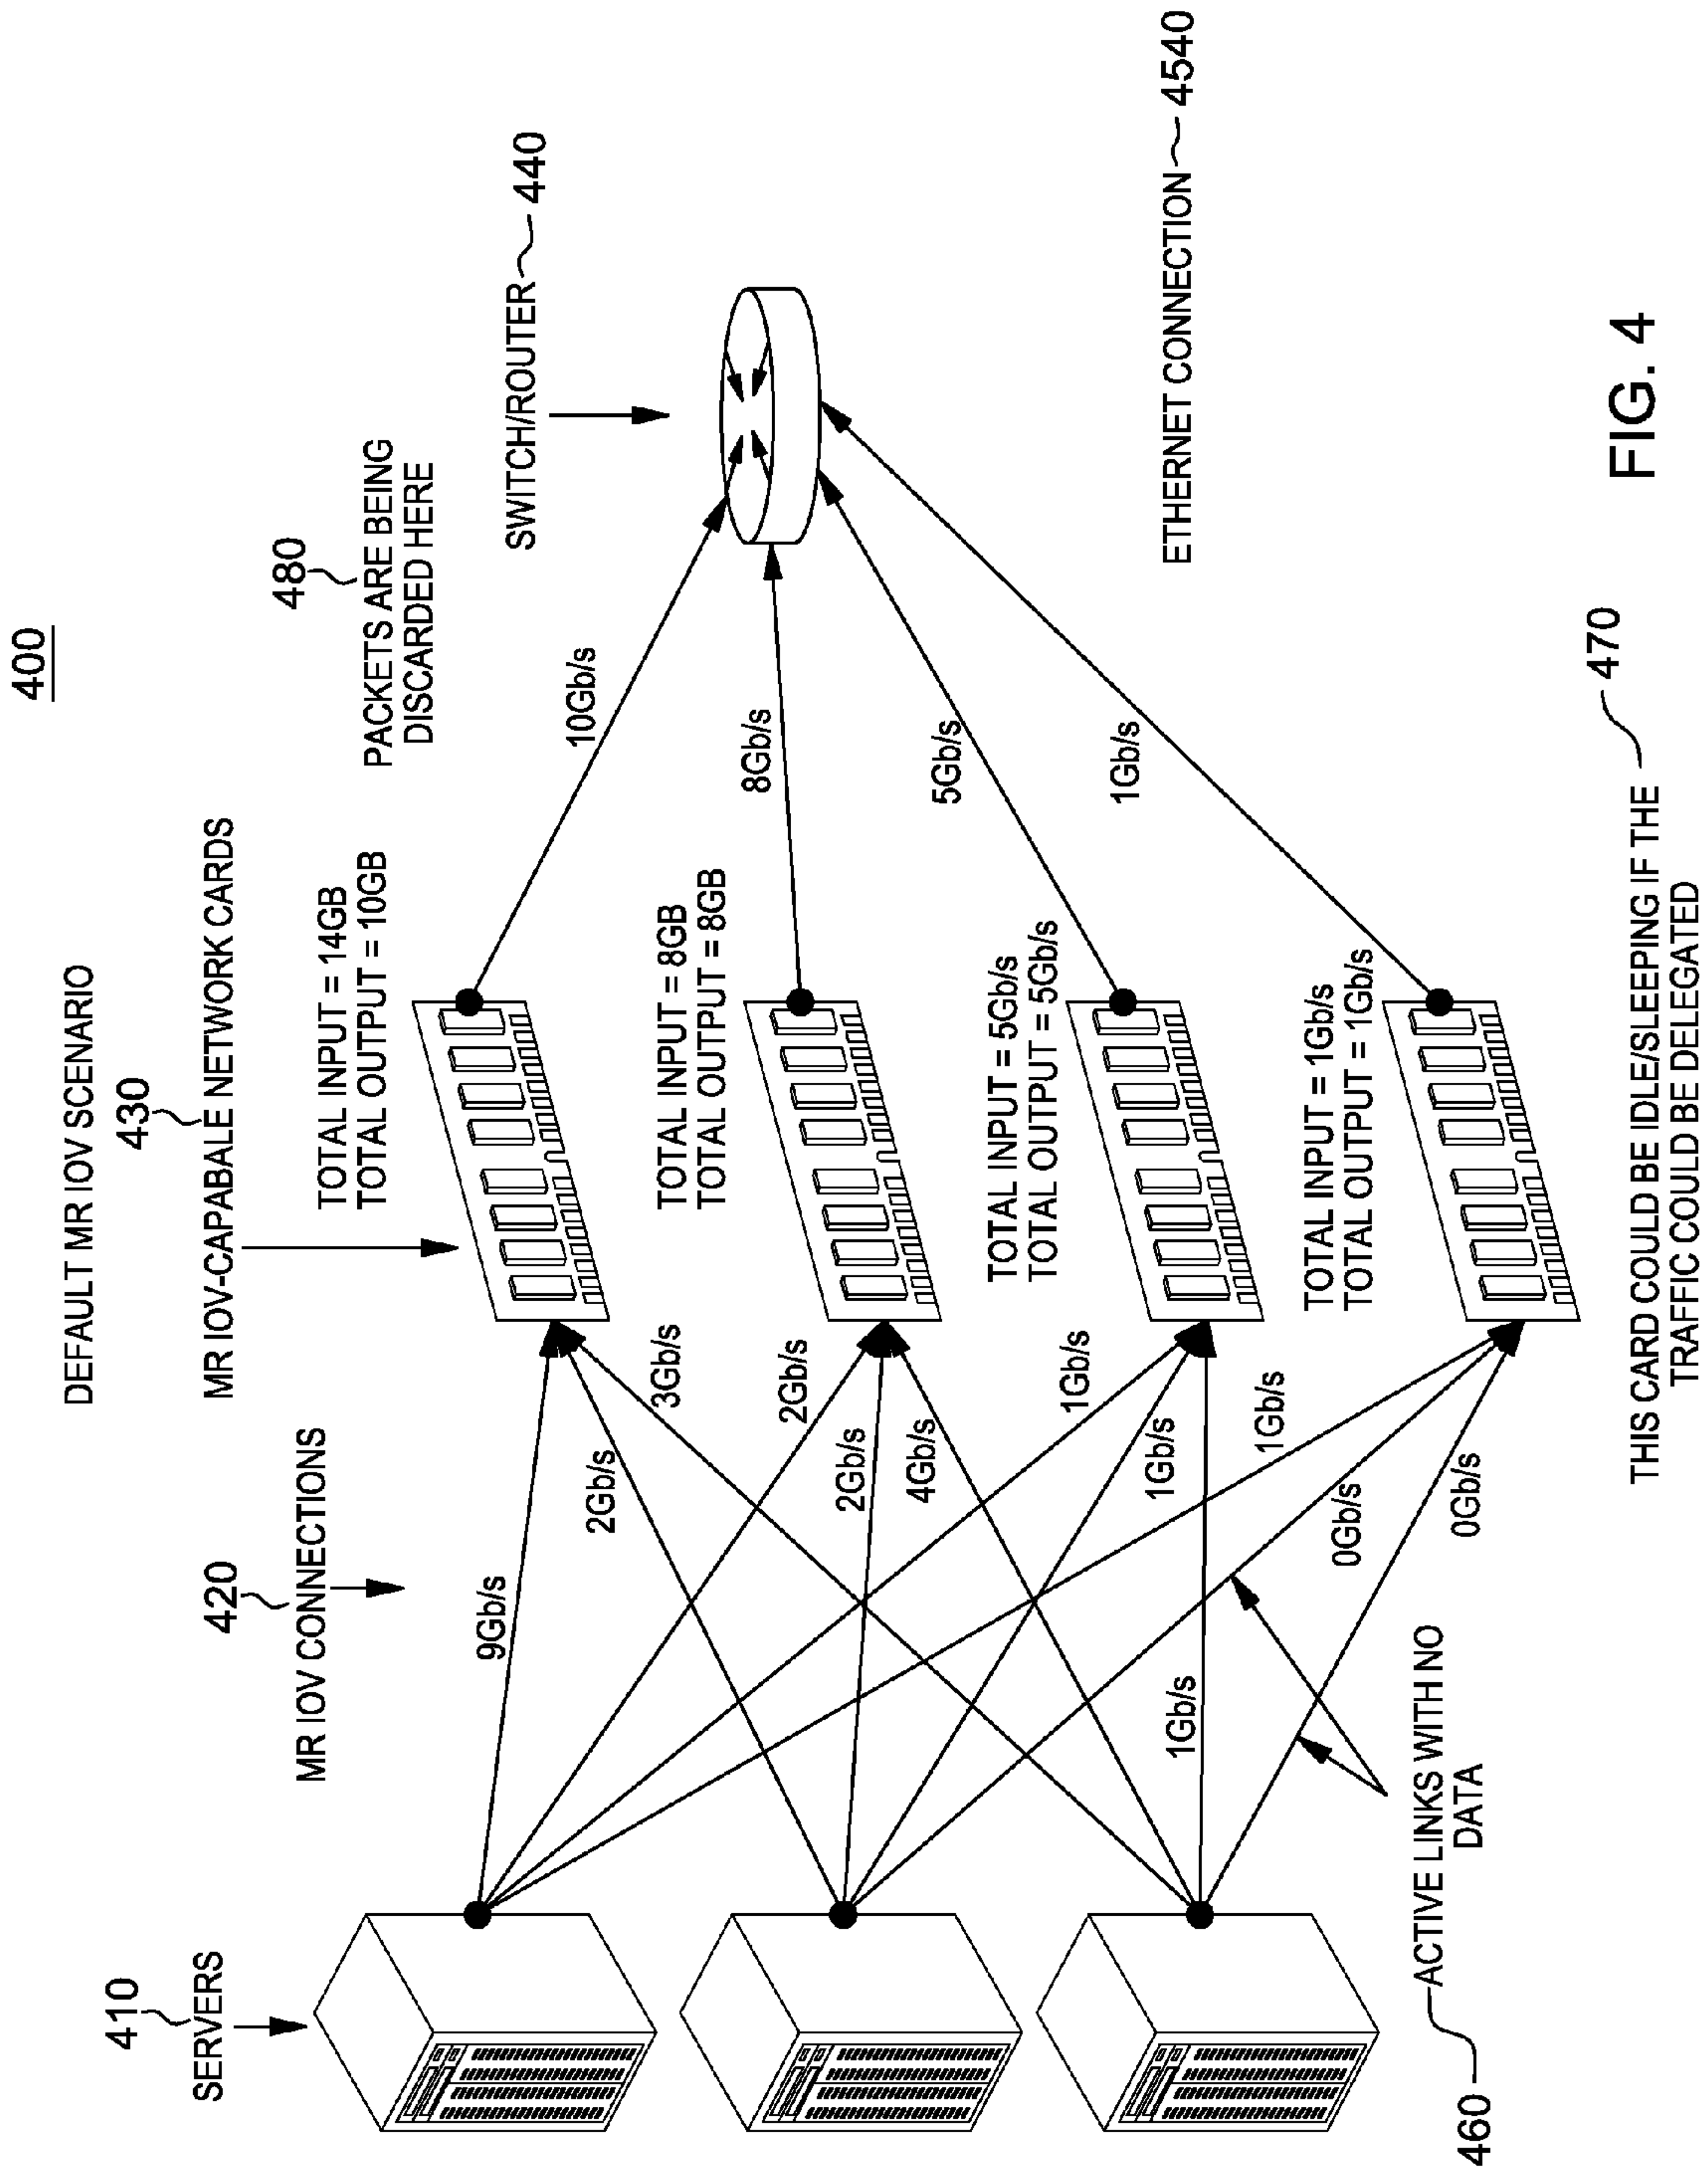 400
DEFAULT MR IOV SCENARIO
410
SERVERS
420
MR IOV CONNECTIONS
430
MR IOV-CAPABALE NETWORK CARDS
480
PACKETS ARE BEING
DISCARDED HERE
SWITCH/ROUTER 440
TOTAL INPUT = 14GB
TOTAL OUTPUT = 10GB
TOTAL INPUT = 8GB
TOTAL OUTPUT = 8GB
TOTAL INPUT = 5Gb/s
TOTAL OUTPUT = 5Gb/s
TOTAL INPUT = 1Gb/s
TOTAL OUTPUT = 1Gb/s
9Gb/s
2Gb/s
3Gb/s
2Gb/s
2Gb/s
4Gb/s
1Gb/s
1Gb/s
1Gb/s
1Gb/s
0Gb/s
0Gb/s
10Gb/s
8Gb/s
5Gb/s
1Gb/s
ETHERNET CONNECTION 4540
460 ACTIVE LINKS WITH NO
DATA
470
THIS CARD COULD BE IDLE/SLEEPING IF THE
TRAFFIC COULD BE DELEGATED
FIG. 4